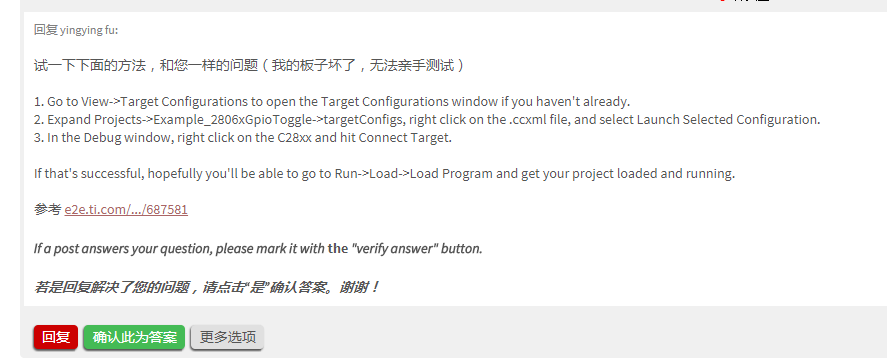 回复 yingying fu:
试一下下面的方法，和您一样的问题（我的板子坏了，无法亲手测试）
1. Go to View->Target Configurations to open the Target Configurations window if you haven't already.
2. Expand Projects->Example_2806xGpioToggle->targetConfigs, right click on the .ccxml file, and select Launch Selected Configuration.
3. In the Debug window, right click on the C28xx and hit Connect Target.
If that's successful, hopefully you'll be able to go to Run->Load->Load Program and get your project loaded and running.
参考 e2e.ti.com/.../687581
If a post answers your question, please mark it with the "verify answer" button.
若是回复解决了您的问题，请点击“是”确认答案。谢谢！
回复 确认此为答案 更多选项